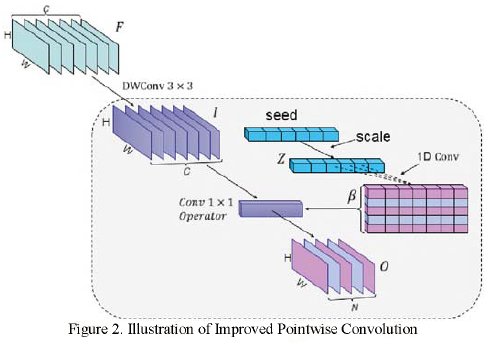 C
F
H
W
DWConv 3 × 3
I
H
W
C
seed
scale
Z
1D Conv
β
Conv 1 × 1
Operator
H
W
O
N
Figure 2. Illustration of Improved Pointwise Convolution